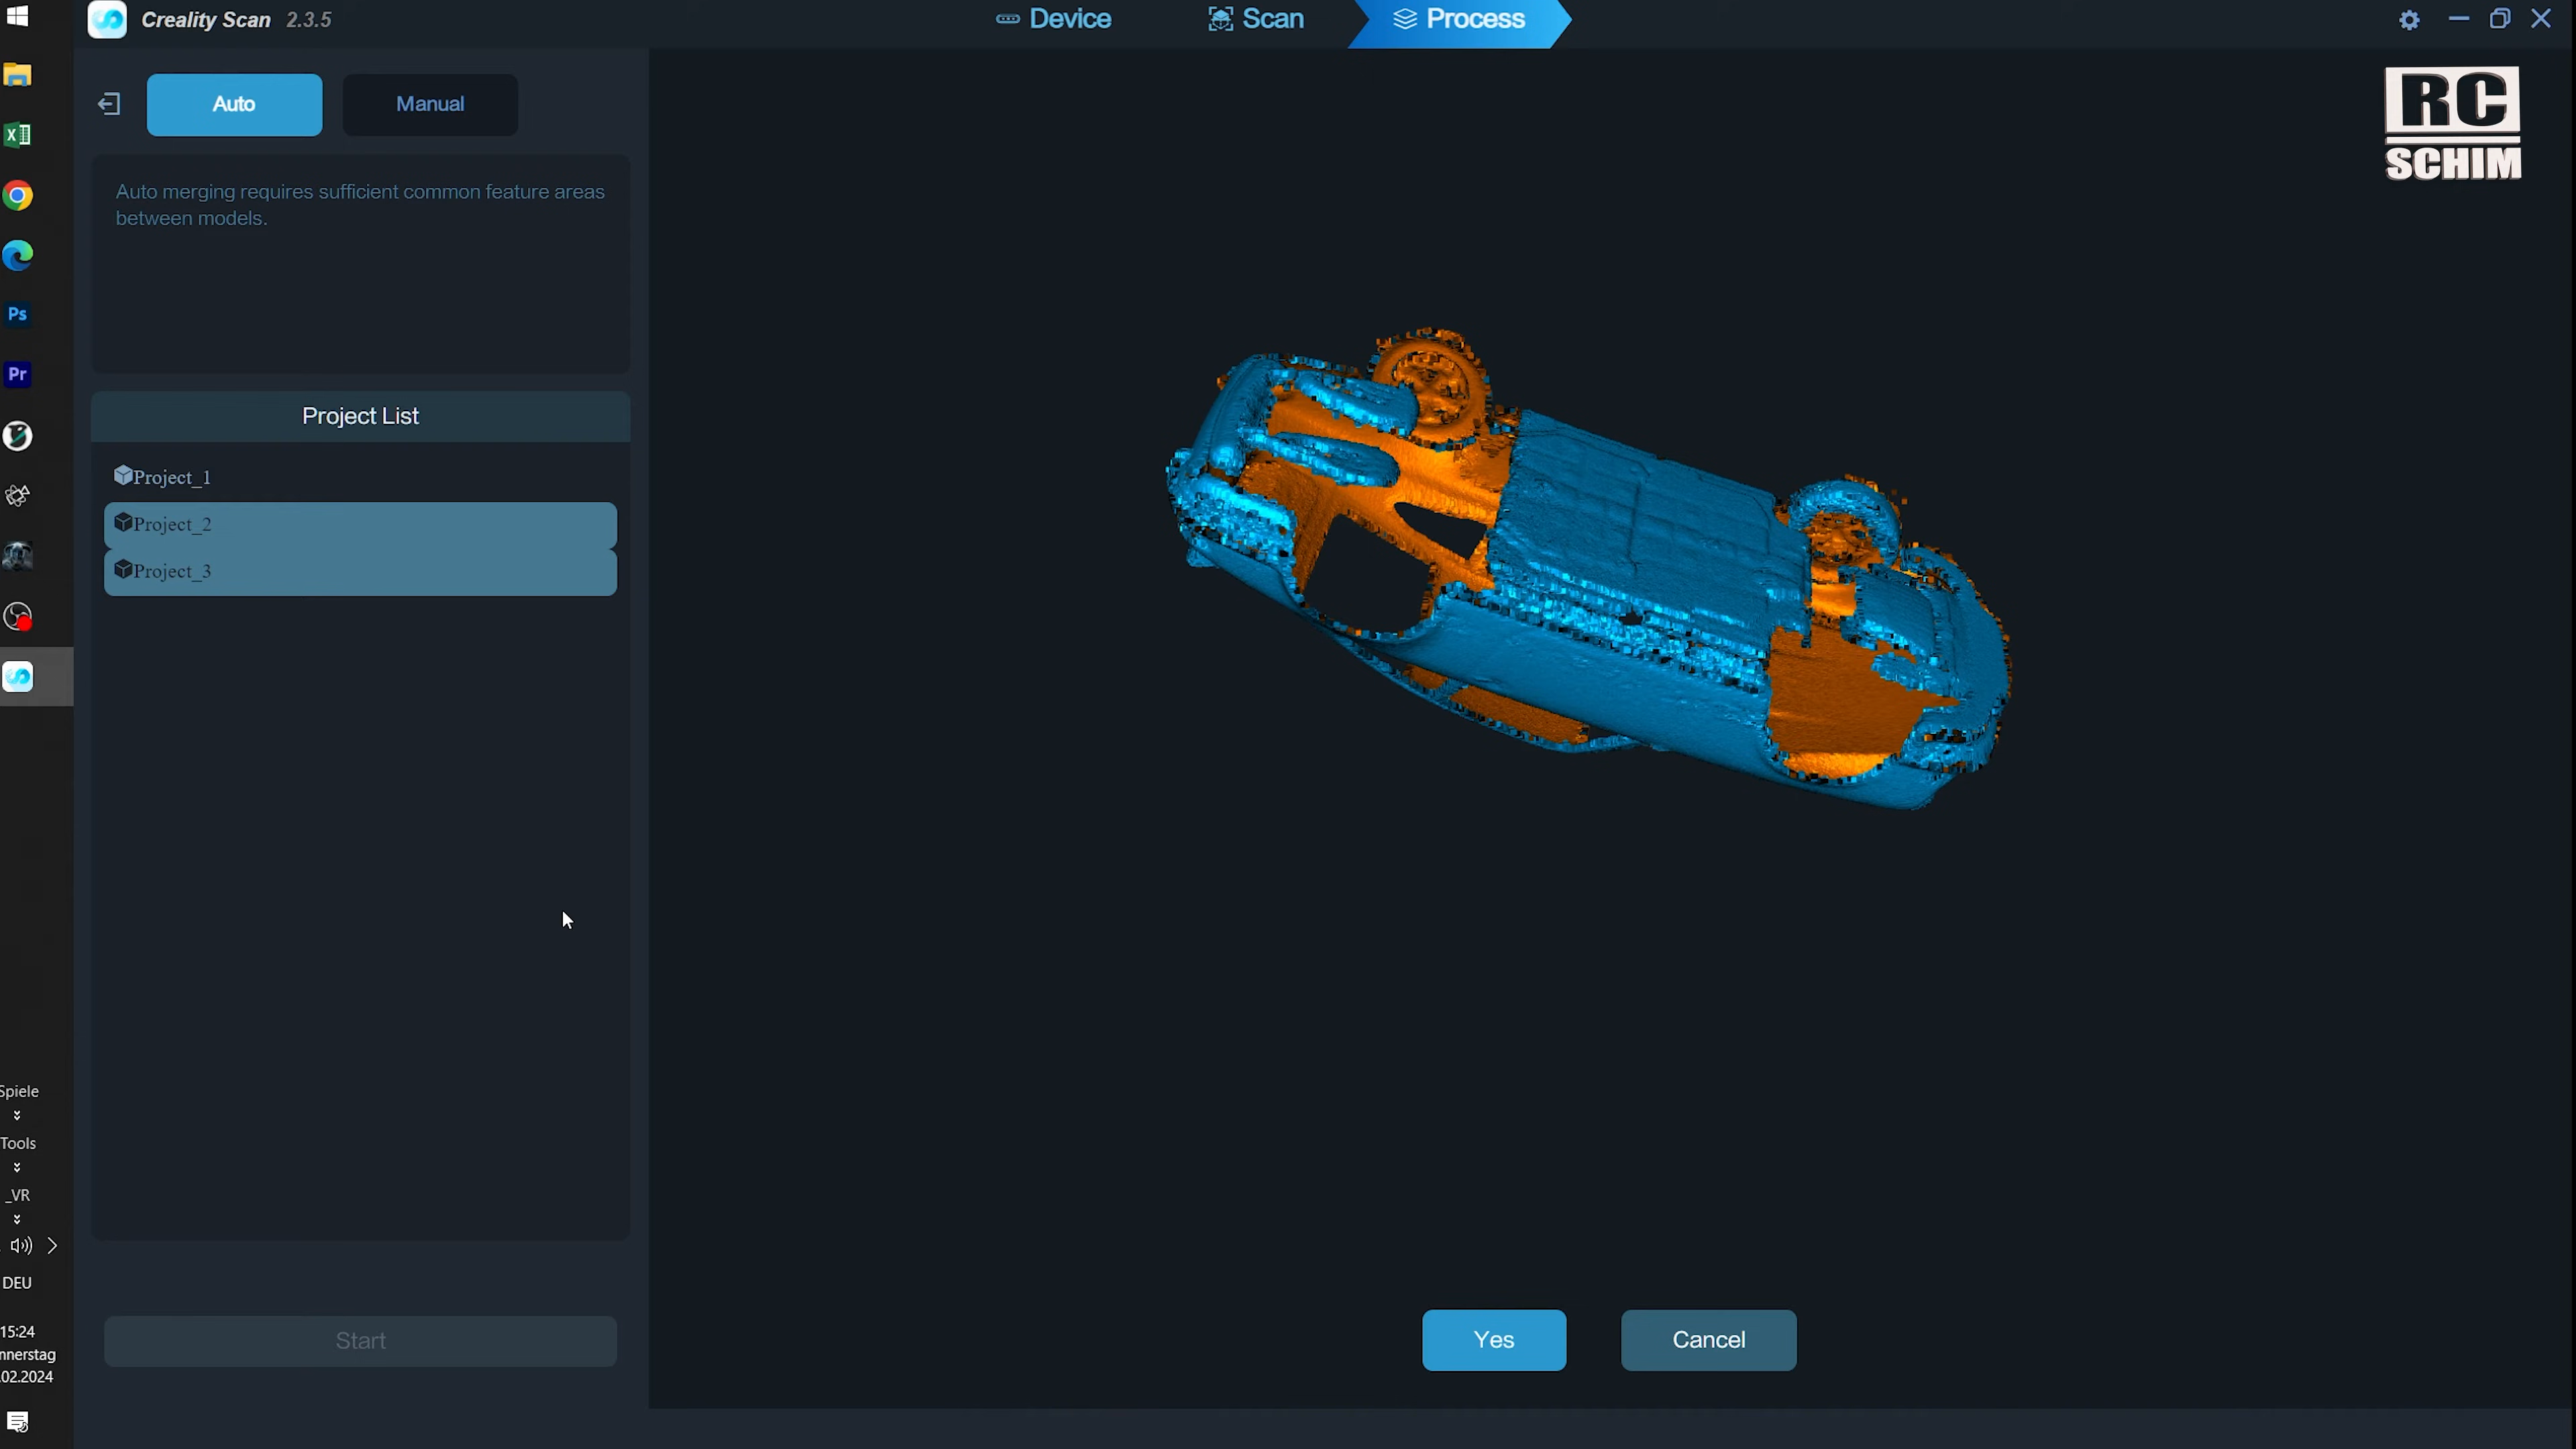 Creality Scan 2.3.5
Device
Scan
Process
RC
SCHIM
Auto
Manual
Auto merging requires sufficient common feature areas
between models.
Project List
Project_1
Project_2
Project_3
Ps
Pr
Spiele
Tools
_VR
DEU
15:24
nnerstag
.02.2024
Start
Yes
Cancel